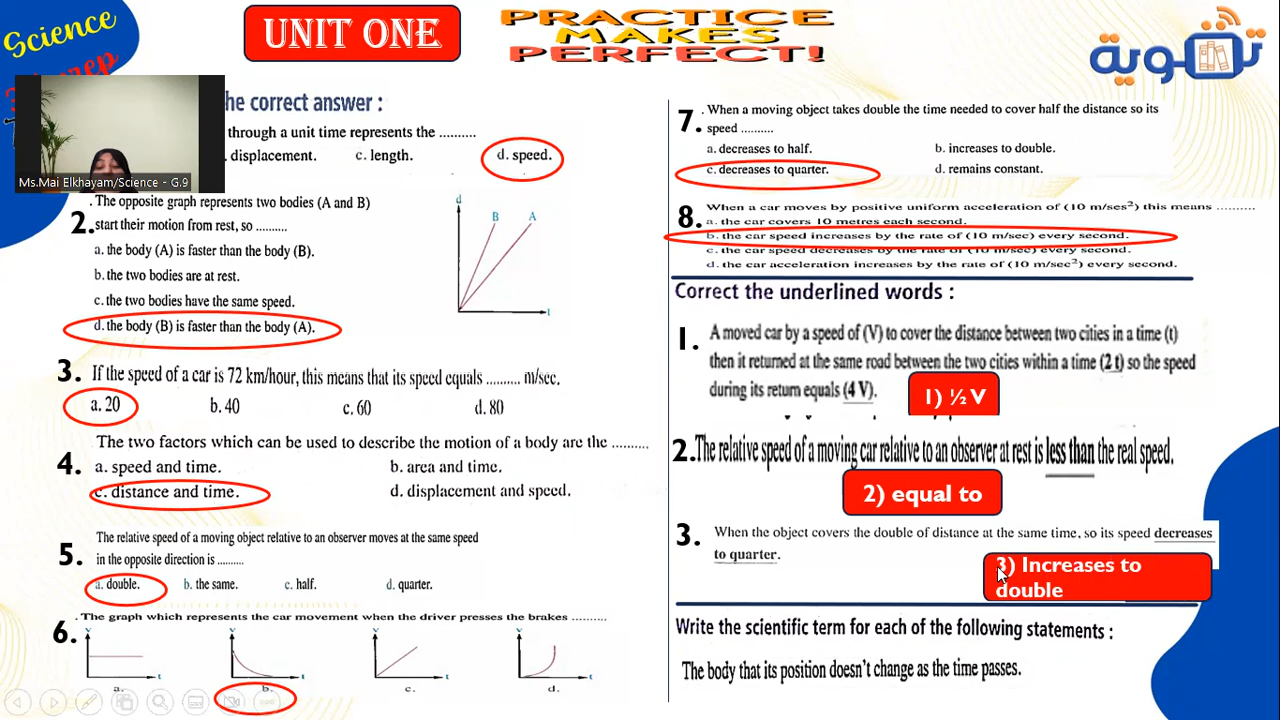 Science
UNIT ONE
PRACTICE
MAKES
PERFECT!
تقوية
Ms.Mai Elkhayam/Science - G.9
he correct answer :
through a unit time represents the ..........
displacement.
c. length.
d. speed.
2.
. The opposite graph represents two bodies (A and B)
start their motion from rest, so ..........
a. the body (A) is faster than the body (B).
b. the two bodies are at rest.
c. the two bodies have the same speed.
d. the body (B) is faster than the body (A).
d
B
A
t
3.
If the speed of a car is 72 km/hour, this means that its speed equals ......... m/sec.
a. 20
b. 40
c. 60
d. 80
4.
The two factors which can be used to describe the motion of a body are the ..........
a. speed and time.
b. area and time.
c. distance and time.
d. displacement and speed.
5.
The relative speed of a moving object relative to an observer moves at the same speed
in the opposite direction is ..........
a. double.
b. the same.
c. half.
d. quarter.
6.
. The graph which represents the car movement when the driver presses the brakes ..........
v
t
a.
v
t
b.
v
t
c.
v
t
d.
7.
. When a moving object takes double the time needed to cover half the distance so its
speed ..........
a. decreases to half.
b. increases to double.
c. decreases to quarter.
d. remains constant.
8.
When a car moves by positive uniform acceleration of (10 m/ses²) this means ..........
a. the car covers 10 metres each second.
b. the car speed increases by the rate of (10 m/sec) every second.
c. the car speed decreases by the rate of (10 m/sec) every second.
d. the car acceleration increases by the rate of (10 m/sec²) every second.
Correct the underlined words :
1.
A moved car by a speed of (V) to cover the distance between two cities in a time (t)
then it returned at the same road between the two cities within a time (2 t) so the speed
during its return equals (4 V).
1) ½ V
2.
The relative speed of a moving car relative to an observer at rest is less than the real speed.
2) equal to
3.
When the object covers the double of distance at the same time, so its speed decreases
to quarter.
3) Increases to
double
Write the scientific term for each of the following statements :
The body that its position doesn't change as the time passes.